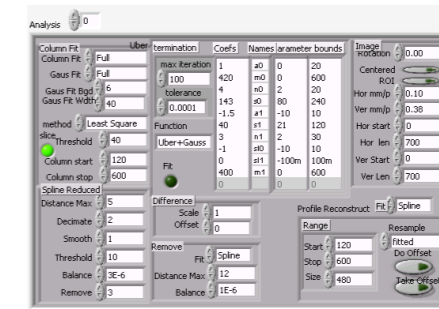 Analysis 0
Column Fit Uber
Column Fit Full
Gaus Fit Full
Gaus Fit Bgd 6
Gaus Fit Wdth 40
method Least Square
slice Threshold 40
Column start 120
Column stop 600
Spline Reduced
Distance Max 5
Decimate 2
Smooth 1
Threshold 10
Balance 3E-6
Remove 3
termination
max iteration
100
tolerance
0.0001
Function
Uber+Gauss
Fit
Difference
Scale 1
Offset 0
Remove
Fit Spline
Distance Max 12
Balance 1E-6
Coefs Names arameter bounds
1 a0 0 20
420 m0 0 600
4 n0 2 20
143 s0 80 240
-1.5 a1 -10 10
40 s1 21 120
3 n1 2 30
-1 sl0 -10 10
0 sl1 -100m 100m
400 m1 0 600
0 0 0
Image
Rotation 0.00
Centered
ROI
Hor mm/p 0.10
Ver mm/p 0.38
Hor start 0
Hor len 700
Ver Start 0
Ver Len 700
Profile Reconstruct Fit Spline
Range
Start 120
Stop 600
Size 480
Resample
fitted
Do Offset
Take Offset